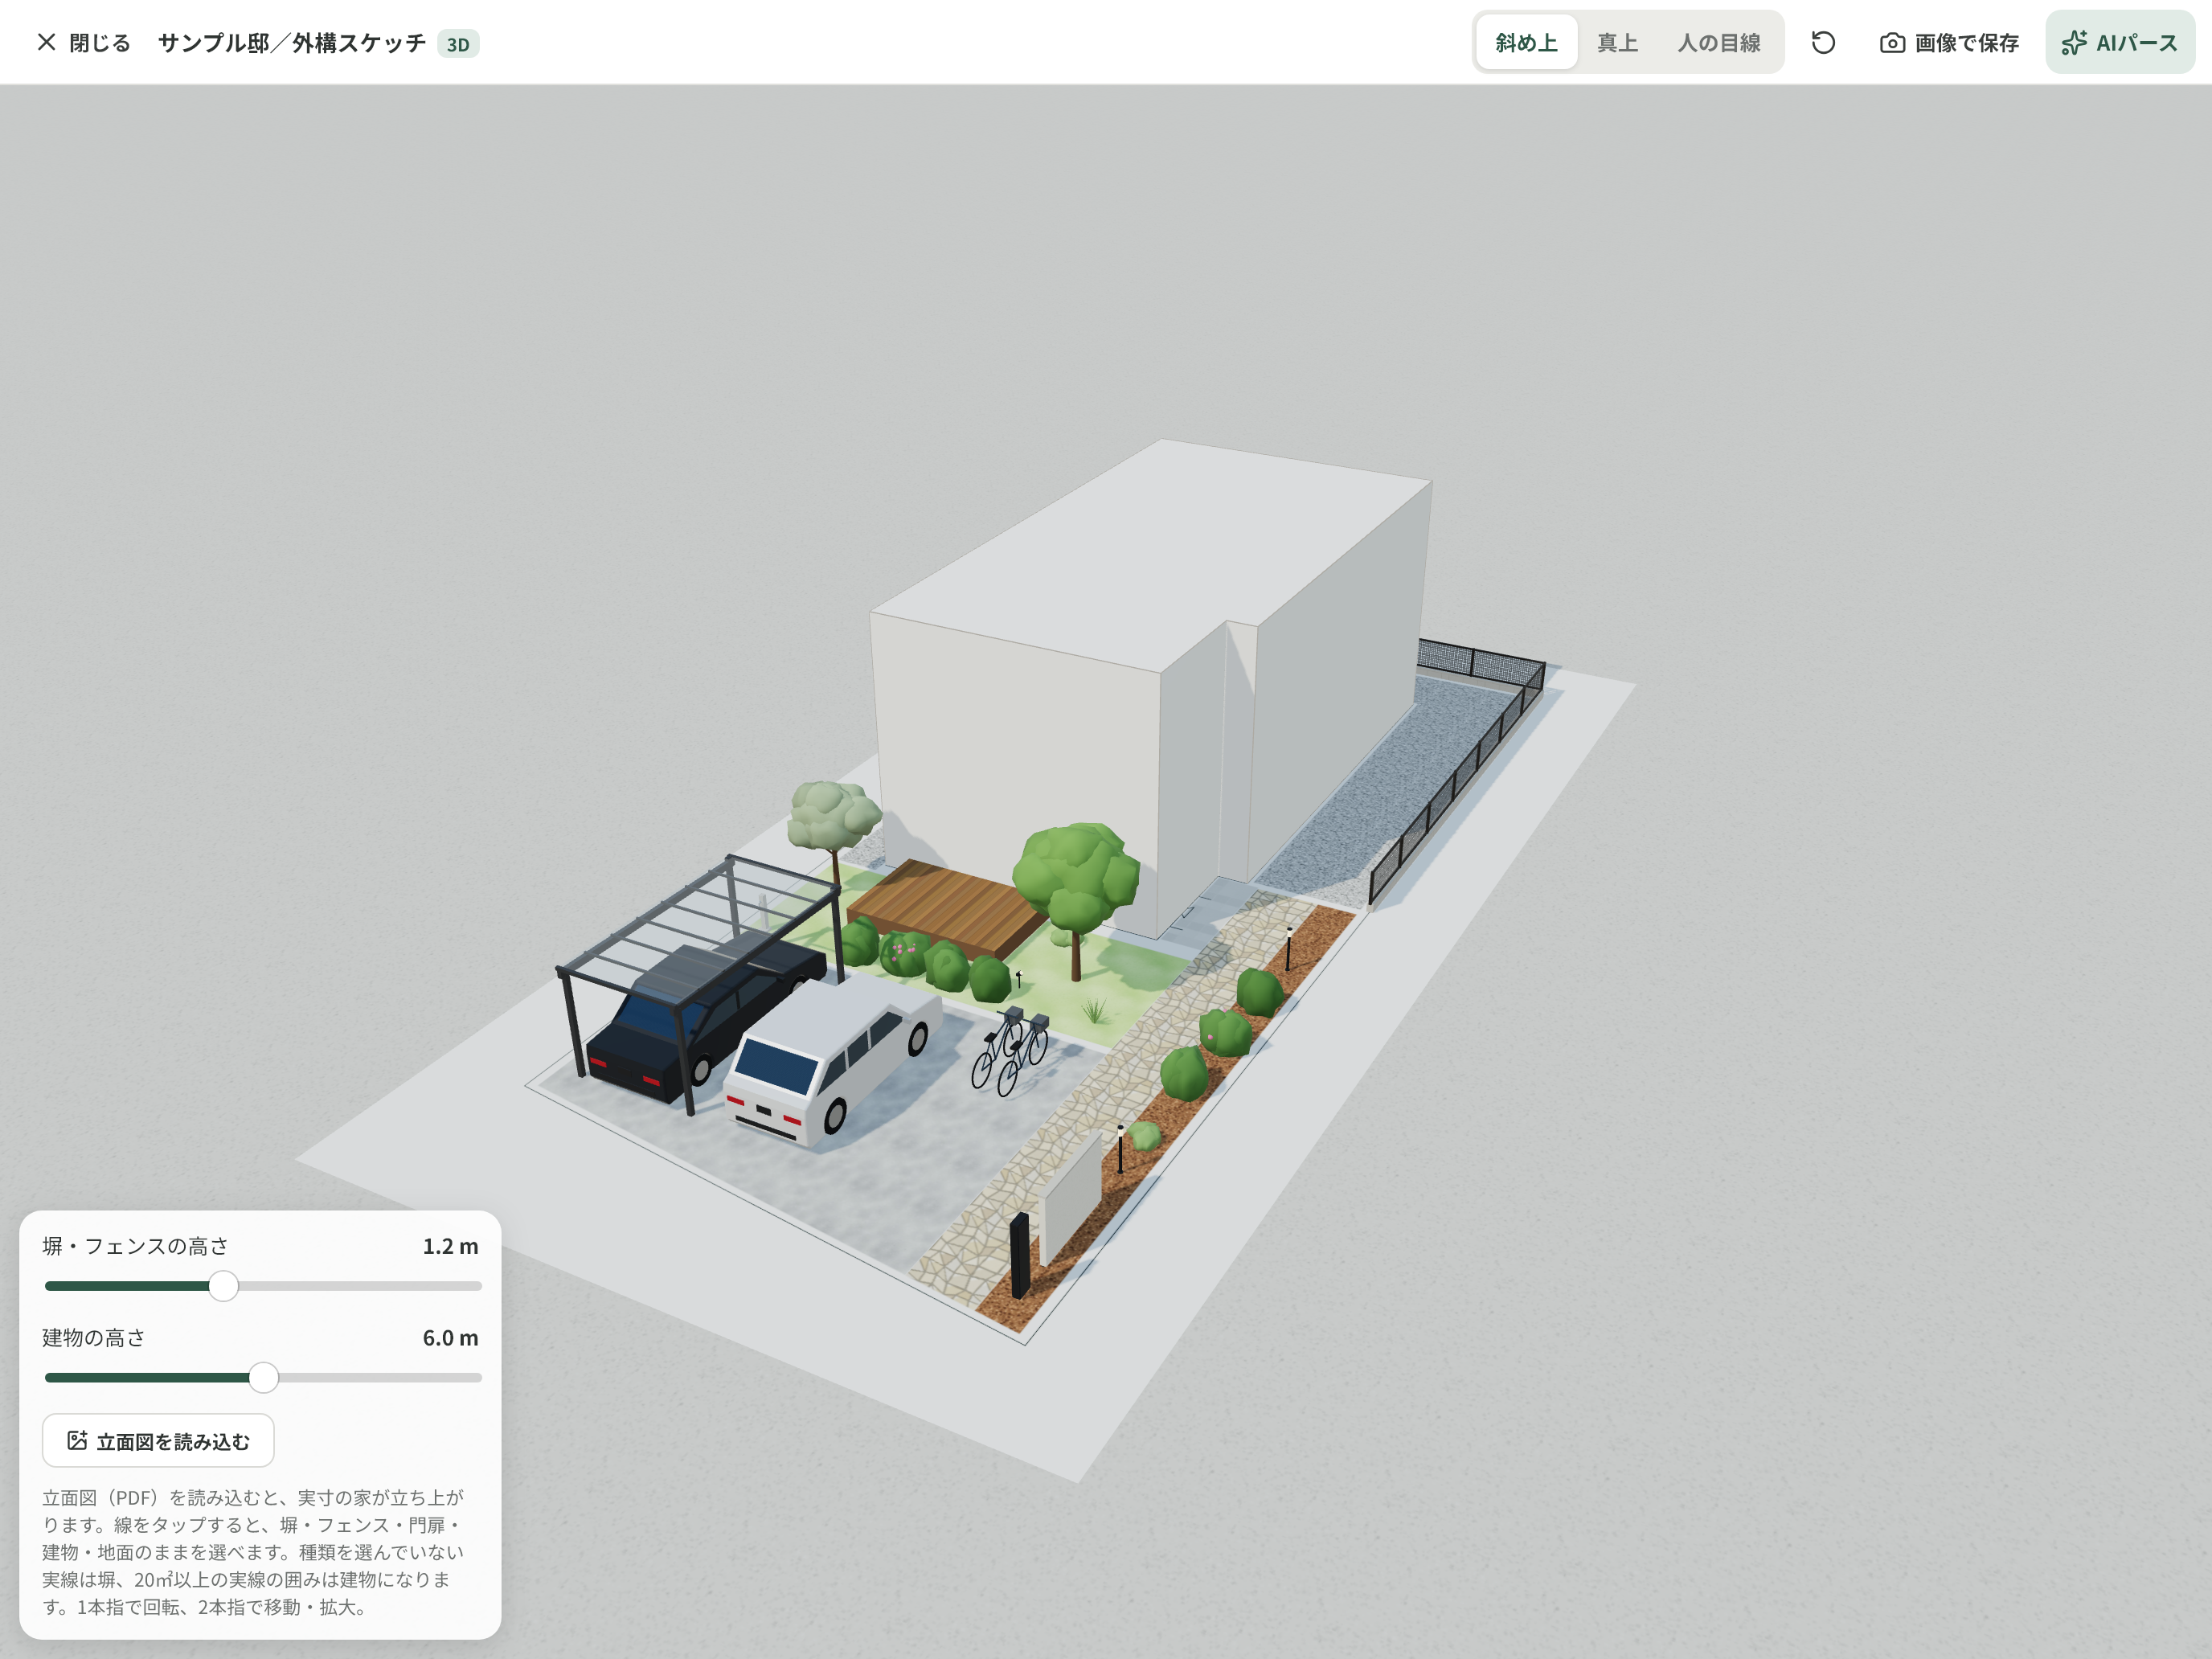 閉じる サンプル邸／外構スケッチ 3D 斜め上 真上 人の目線 画像で保存 AIパース
塀・フェンスの高さ 1.2 m
建物の高さ 6.0 m
立面図を読み込む
立面図（PDF）を読み込むと、実寸の家が立ち上が
ります。線をタップすると、塀・フェンス・門扉・
建物・地面のままを選べます。種類を選んでいない
実線は塀、20㎡以上の実線の囲みは建物になりま
す。1本指で回転、2本指で移動・拡大。